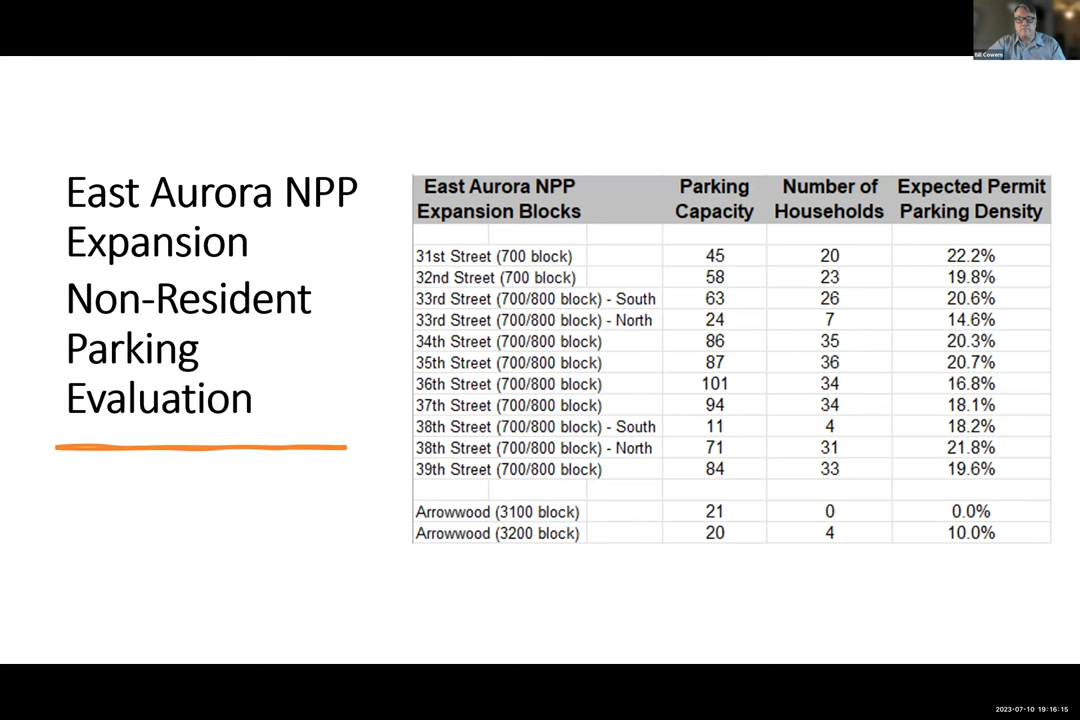 Bill Cowern
East Aurora NPP
Expansion
Non-Resident
Parking
Evaluation
East Aurora NPP Expansion Blocks Parking Capacity Number of Households Expected Permit Parking Density
31st Street (700 block) 45 20 22.2%
32nd Street (700 block) 58 23 19.8%
33rd Street (700/800 block) - South 63 26 20.6%
33rd Street (700/800 block) - North 24 7 14.6%
34th Street (700/800 block) 86 35 20.3%
35th Street (700/800 block) 87 36 20.7%
36th Street (700/800 block) 101 34 16.8%
37th Street (700/800 block) 94 34 18.1%
38th Street (700/800 block) - South 11 4 18.2%
38th Street (700/800 block) - North 71 31 21.8%
39th Street (700/800 block) 84 33 19.6%
Arrowwood (3100 block) 21 0 0.0%
Arrowwood (3200 block) 20 4 10.0%
2023-07-10 19:16:15